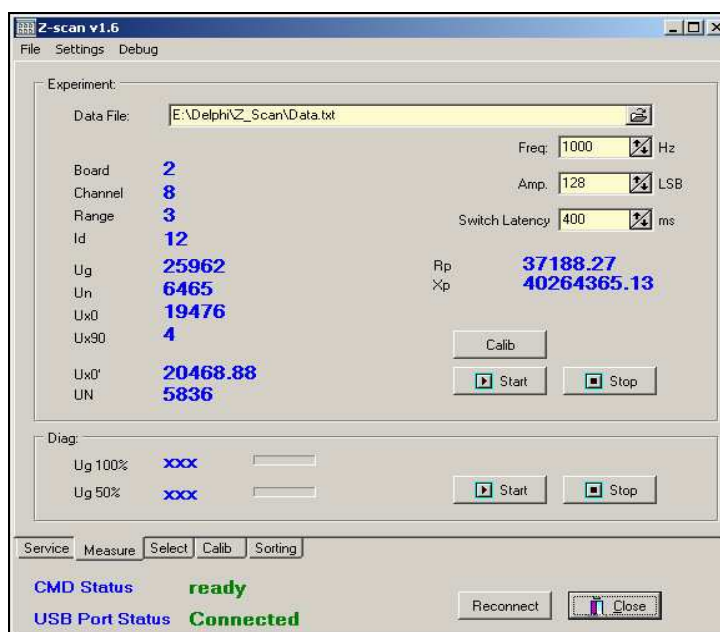 Z-scan v1.6
File Settings Debug
Experiment:
Data File: E:\Delphi\Z_Scan\Data.txt
Freq: 1000 Hz
Board 2
Amp. 128 LSB
Channel 8
Range 3
Switch Latency 400 ms
Id 12
Ug 25962
Rp 37188.27
Un 6465
Xp 40264365.13
Ux0 19476
Ux90 4
Calib
Ux0' 20468.88
Start Stop
UN 5836
Diag:
Ug 100% xxx
Ug 50% xxx
Start Stop
Service Measure Select Calib Sorting
CMD Status ready
Reconnect Close
USB Port Status Connected